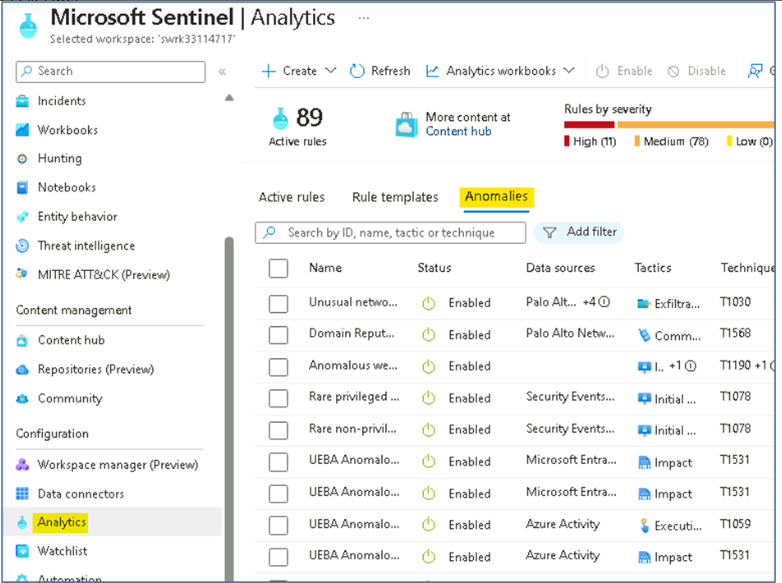 Microsoft Sentinel | Analytics ...
Selected workspace: 'swrk33114717'
Search «
Incidents
Workbooks
Hunting
Notebooks
Entity behavior
Threat intelligence
MITRE ATT&CK (Preview)
Content management
Content hub
Repositories (Preview)
Community
Configuration
Workspace manager (Preview)
Data connectors
Analytics
Watchlist
Automation
+ Create Refresh Analytics workbooks Enable Disable
89
Active rules
More content at
Content hub
Rules by severity
High (11) Medium (78) Low (0)
Active rules Rule templates Anomalies
Search by ID, name, tactic or technique Add filter
Name Status Data sources Tactics Technique
Unusual netwo... Enabled Palo Alt... +4 Exfiltra... T1030
Domain Reput... Enabled Palo Alto Netw... Comm... T1568
Anomalous we... Enabled I.. +1 T1190 +1
Rare privileged ... Enabled Security Events... Initial ... T1078
Rare non-privil... Enabled Security Events... Initial ... T1078
UEBA Anomalo... Enabled Microsoft Entra... Impact T1531
UEBA Anomalo... Enabled Microsoft Entra... Impact T1531
UEBA Anomalo... Enabled Azure Activity Executi... T1059
UEBA Anomalo... Enabled Azure Activity Impact T1531